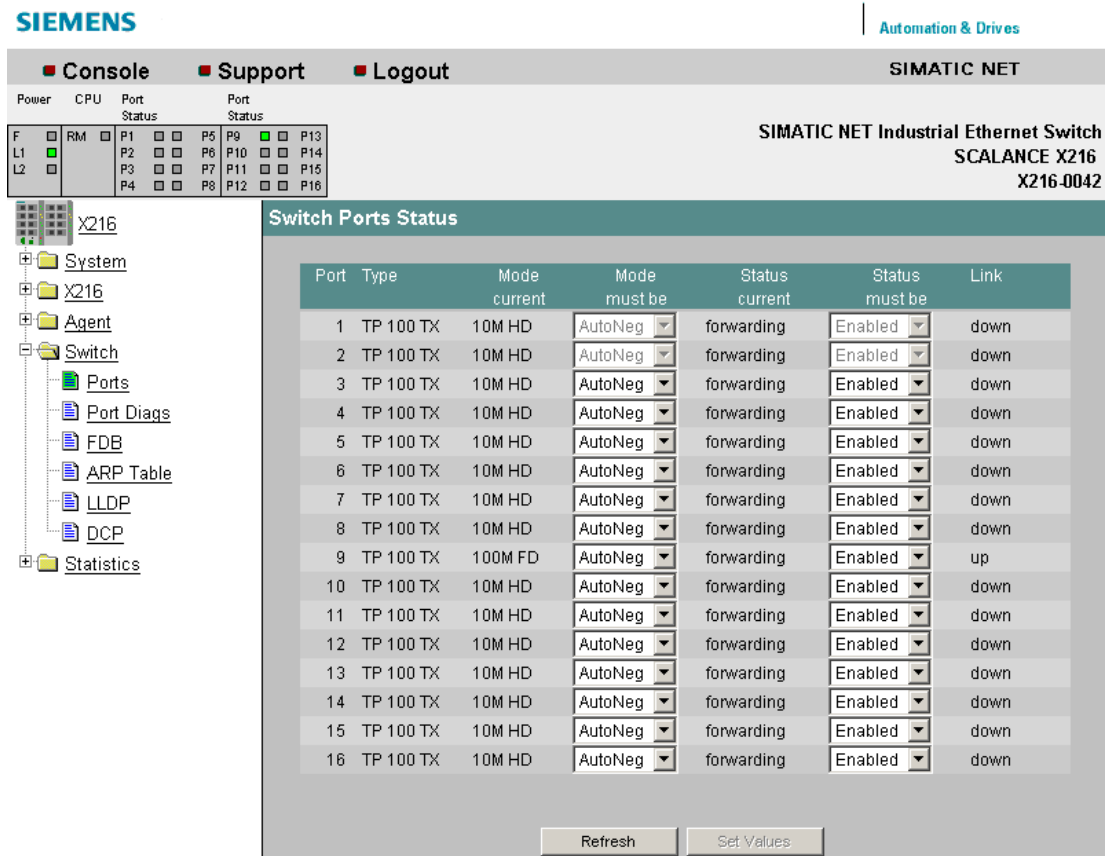 SIEMENS
Automation & Drives
Console Support Logout SIMATIC NET
Power CPU Port Status Port Status
F RM P1 P5 P9 P13
L1 P2 P6 P10 P14
L2 P3 P7 P11 P15
P4 P8 P12 P16
SIMATIC NET Industrial Ethernet Switch
SCALANCE X216
X216-0042
X216
System
X216
Agent
Switch
Ports
Port Diags
FDB
ARP Table
LLDP
DCP
Statistics
Switch Ports Status
Port Type Mode current Mode must be Status current Status must be Link
1 TP 100 TX 10M HD AutoNeg forwarding Enabled down
2 TP 100 TX 10M HD AutoNeg forwarding Enabled down
3 TP 100 TX 10M HD AutoNeg forwarding Enabled down
4 TP 100 TX 10M HD AutoNeg forwarding Enabled down
5 TP 100 TX 10M HD AutoNeg forwarding Enabled down
6 TP 100 TX 10M HD AutoNeg forwarding Enabled down
7 TP 100 TX 10M HD AutoNeg forwarding Enabled down
8 TP 100 TX 10M HD AutoNeg forwarding Enabled down
9 TP 100 TX 100M FD AutoNeg forwarding Enabled up
10 TP 100 TX 10M HD AutoNeg forwarding Enabled down
11 TP 100 TX 10M HD AutoNeg forwarding Enabled down
12 TP 100 TX 10M HD AutoNeg forwarding Enabled down
13 TP 100 TX 10M HD AutoNeg forwarding Enabled down
14 TP 100 TX 10M HD AutoNeg forwarding Enabled down
15 TP 100 TX 10M HD AutoNeg forwarding Enabled down
16 TP 100 TX 10M HD AutoNeg forwarding Enabled down
Refresh Set Values